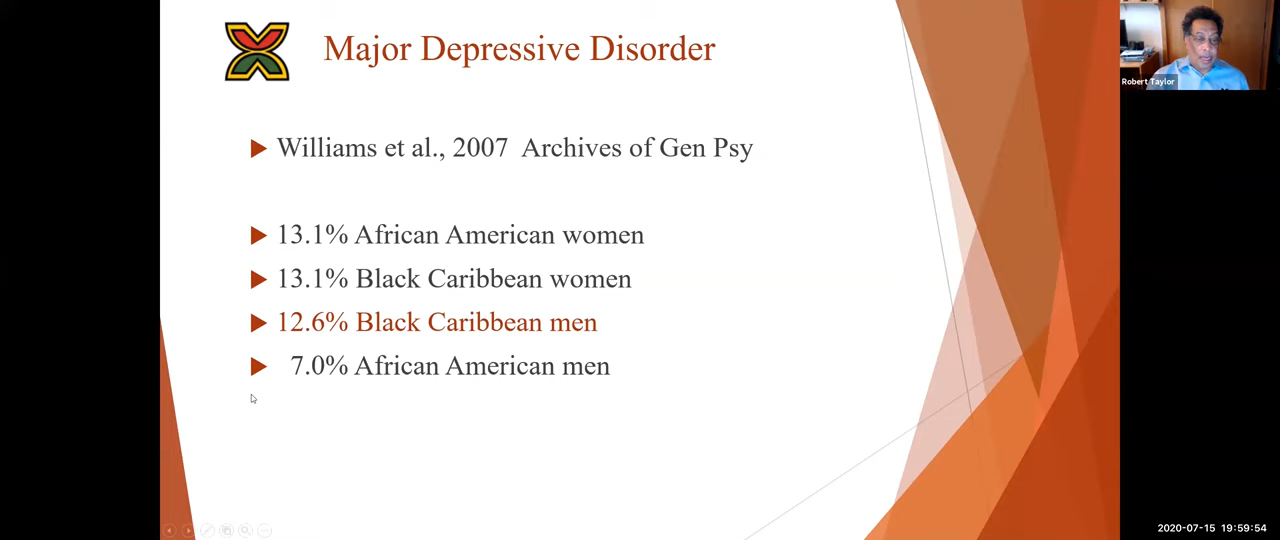 Major Depressive Disorder
Williams et al., 2007 Archives of Gen Psy
13.1% African American women
13.1% Black Caribbean women
12.6% Black Caribbean men
7.0% African American men
Robert Taylor
2020-07-15 19:59:54